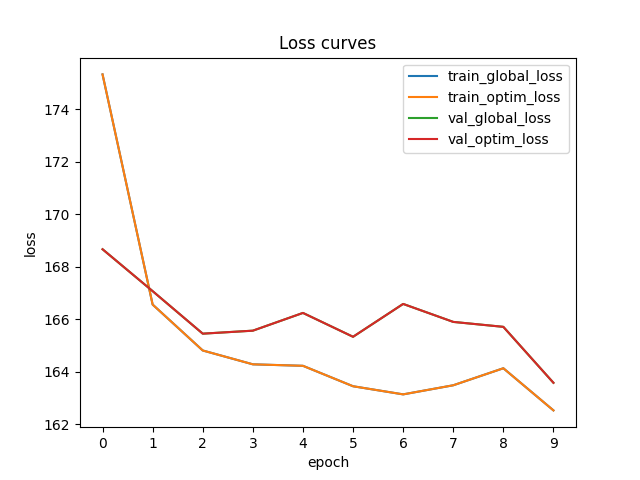 Loss curves
train_global_loss
train_optim_loss
val_global_loss
val_optim_loss
174
172
170
168
166
164
162
loss
0 1 2 3 4 5 6 7 8 9
epoch